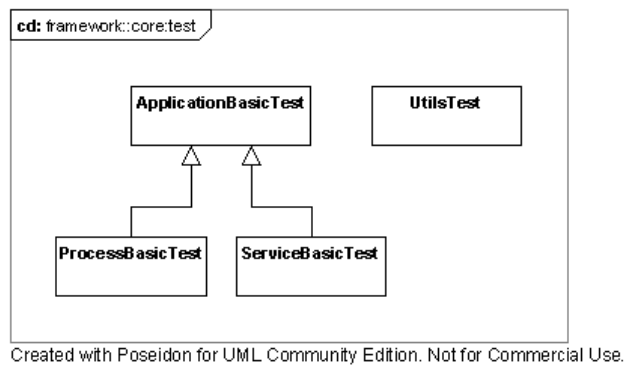 cd: framework::core:test
ApplicationBasicTest
UtilsTest
ProcessBasicTest
ServiceBasicTest
Created with Poseidon for UML Community Edition. Not for Commercial Use.